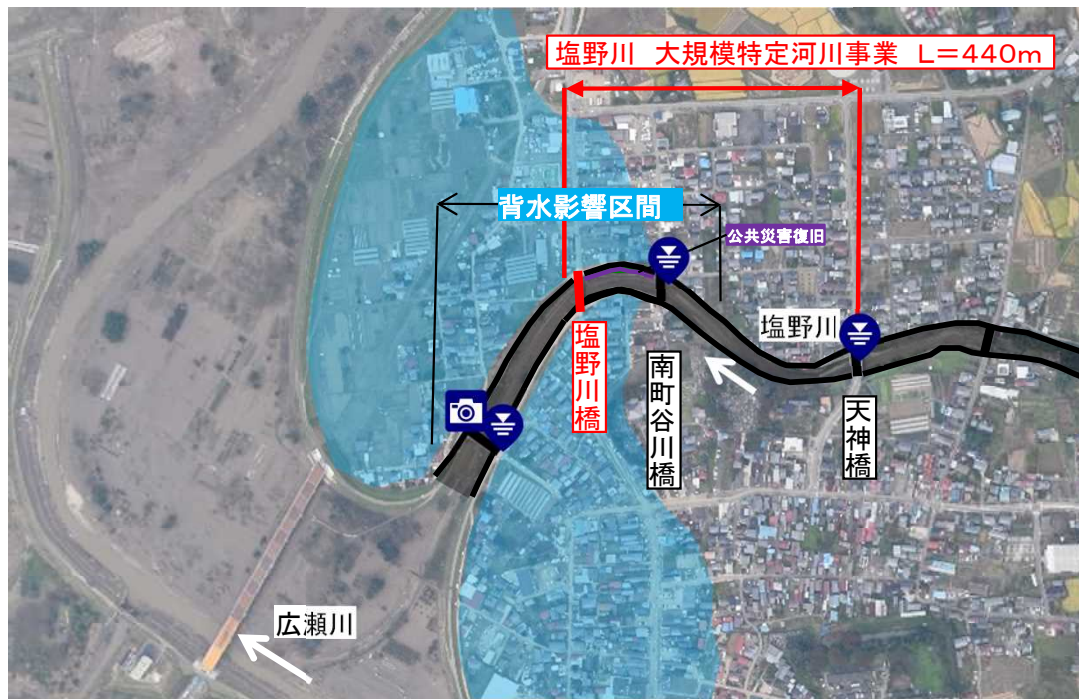 塩野川 大規模特定河川事業 L=440m
背水影響区間
公共災害復旧
塩野川
塩野川橋
南町谷川橋
天神橋
広瀬川